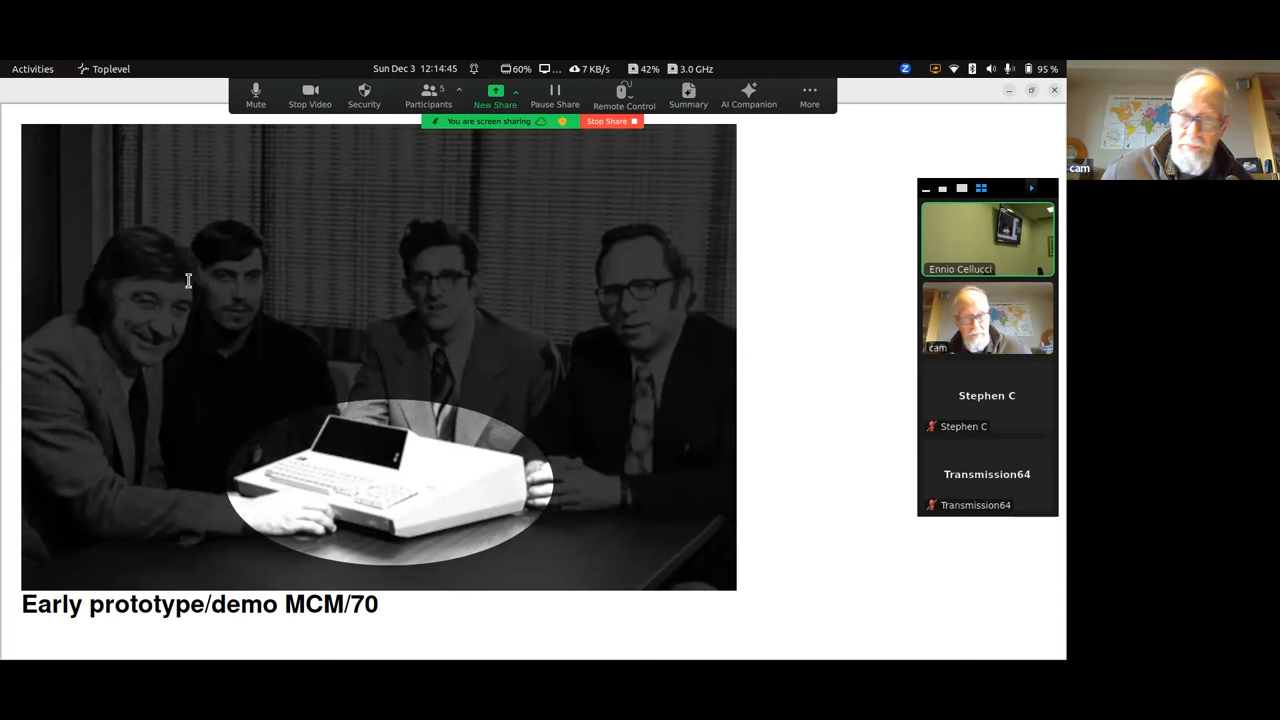 Activities
Toplevel
Sun Dec 3 12:14:45
60%
...
7 KB/s
42%
3.0 GHz
95 %
Mute
Stop Video
Security
Participants
5
New Share
Pause Share
Remote Control
Summary
AI Companion
More
You are screen sharing
Stop Share
cam
Ennio Cellucci
cam
Stephen C
Stephen C
Transmission64
Transmission64
Early prototype/demo MCM/70